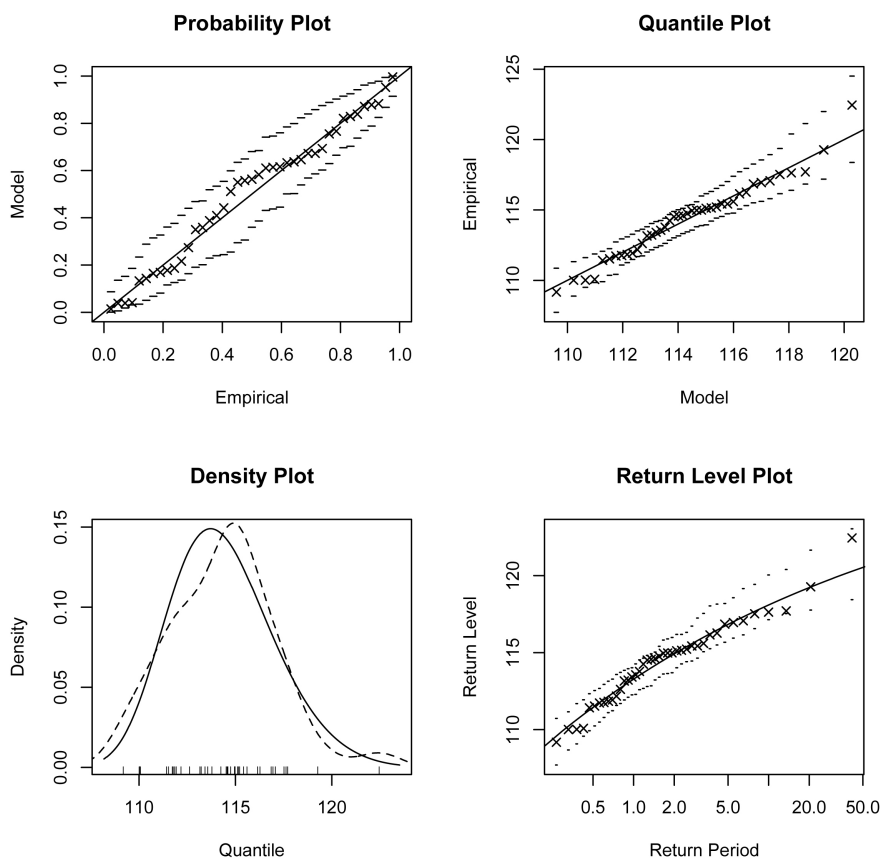 Probability Plot
Model
0.0 0.2 0.4 0.6 0.8 1.0
0.0 0.2 0.4 0.6 0.8 1.0
Empirical
Quantile Plot
Empirical
110 115 120 125
110 112 114 116 118 120
Model
Density Plot
Density
0.00 0.05 0.10 0.15
110 115 120
Quantile
Return Level Plot
Return Level
110 115 120
0.5 1.0 2.0 5.0 20.0 50.0
Return Period